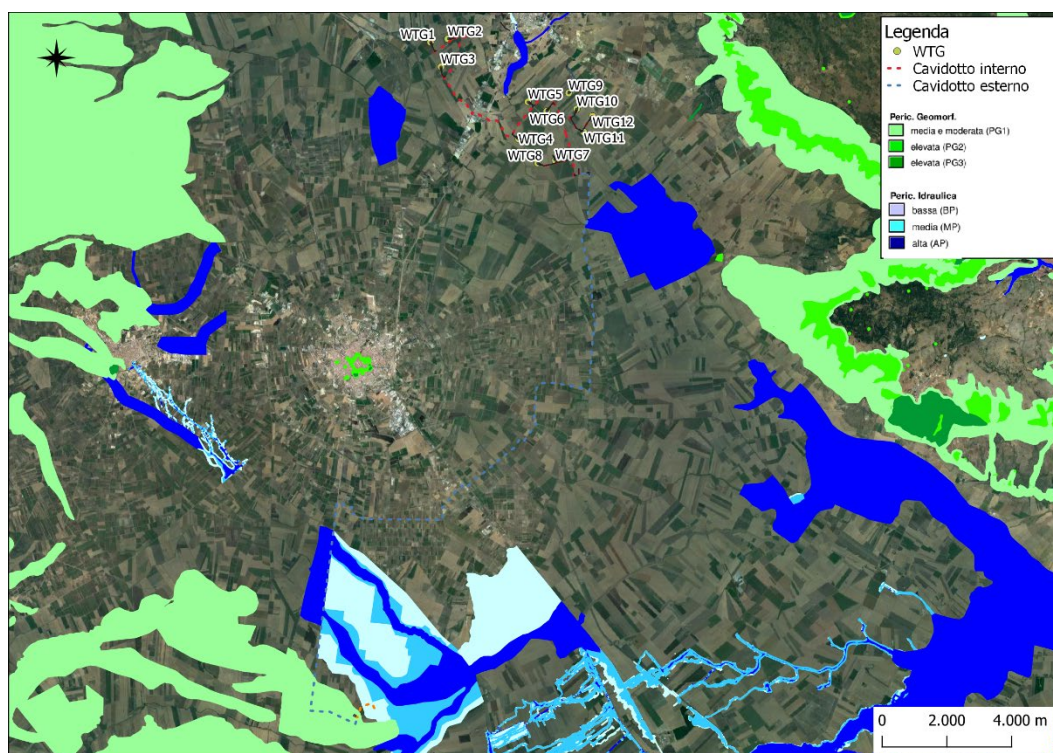 WTG1
WTG2
WTG3
WTG5
WTG9
WTG10
WTG6
WTG12
WTG4
WTG11
WTG8
WTG7
Legenda
WTG
Cavidotto interno
Cavidotto esterno
Peric. Geomorf.
media e moderata (PG1)
elevata (PG2)
elevata (PG3)
Peric. Idraulica
bassa (BP)
media (MP)
alta (AP)
0 2.000 4.000 m